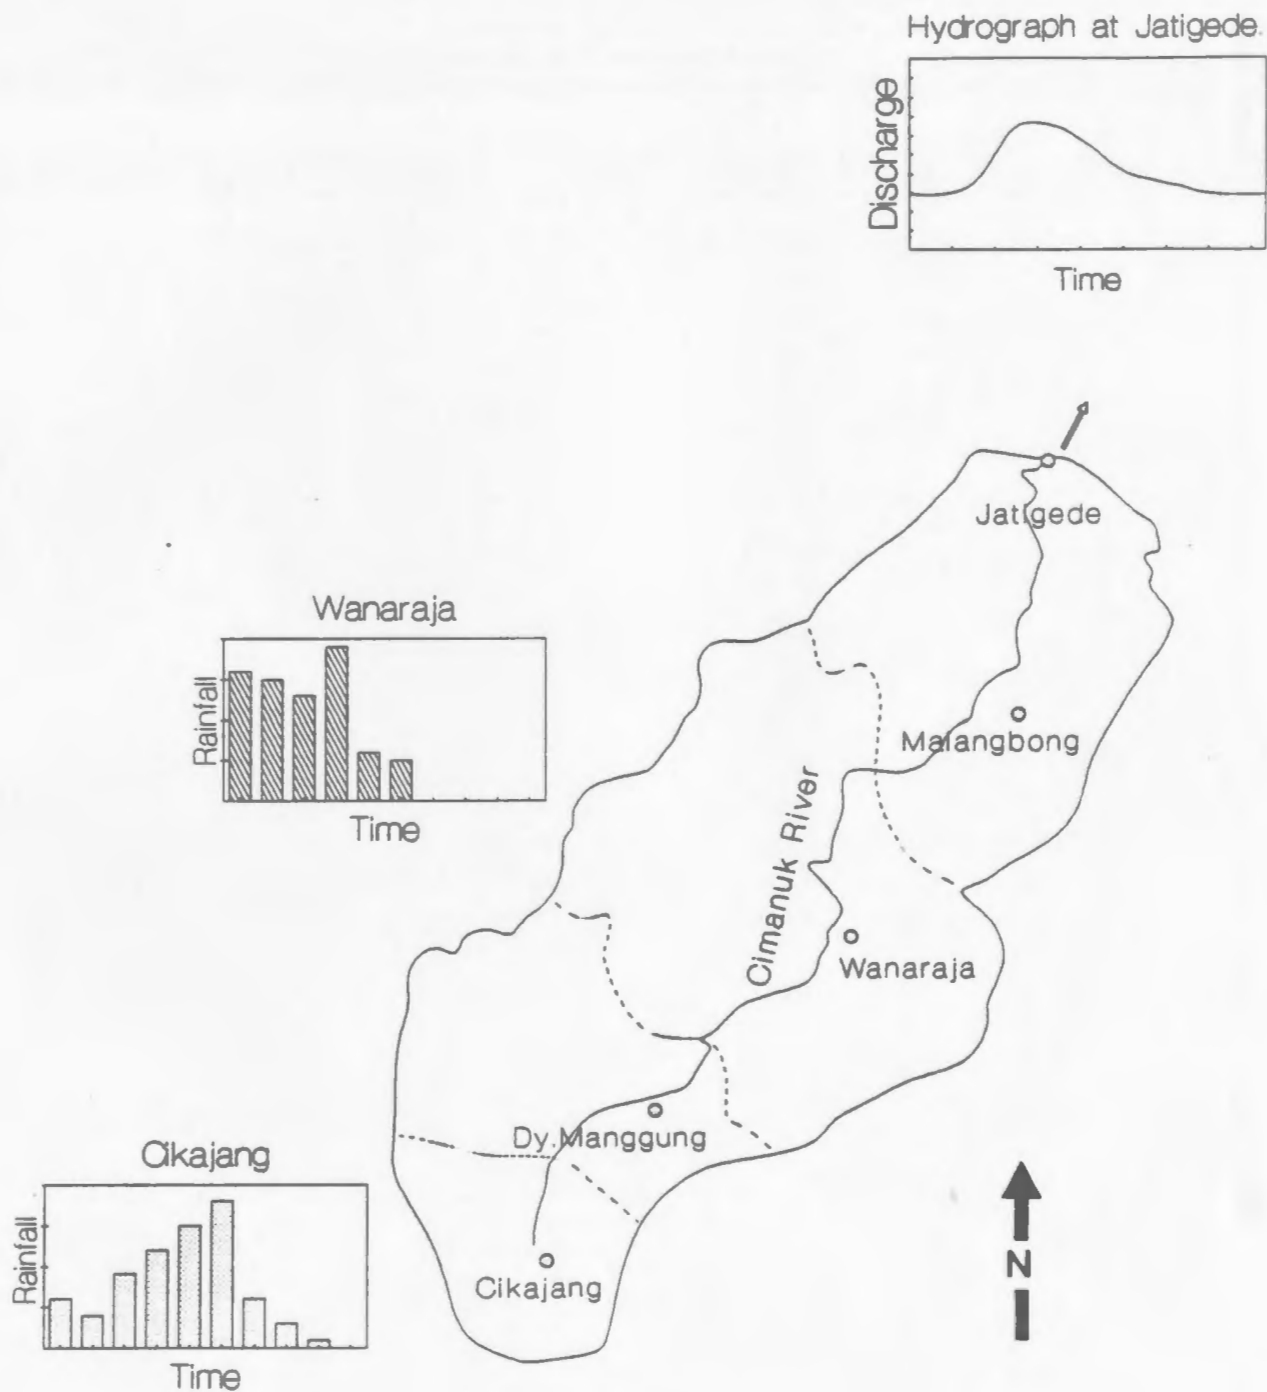 Hydrograph at Jatigede.
Discharge
Time
Jatigede
Wanaraja
Rainfall
Time
Malangbong
Cimanuk River
Wanaraja
Dy. Manggung
Cikajang
Rainfall
Time
Cikajang
N